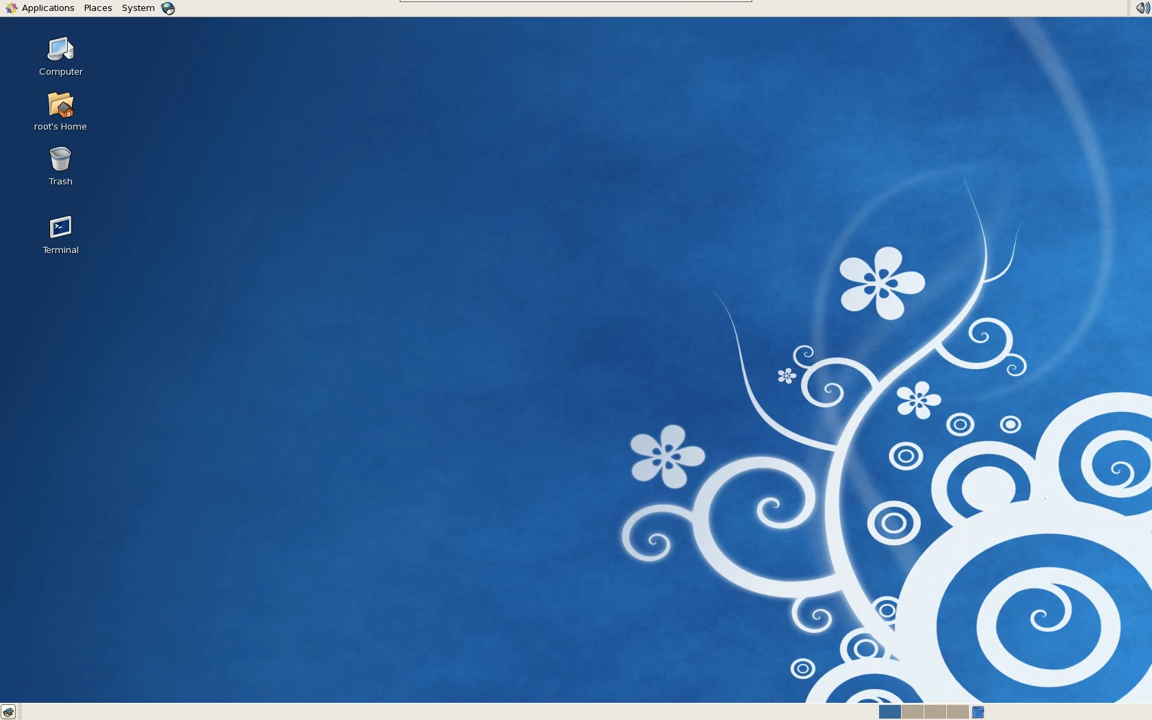 Applications Places System
Computer
root's Home
Trash
Terminal